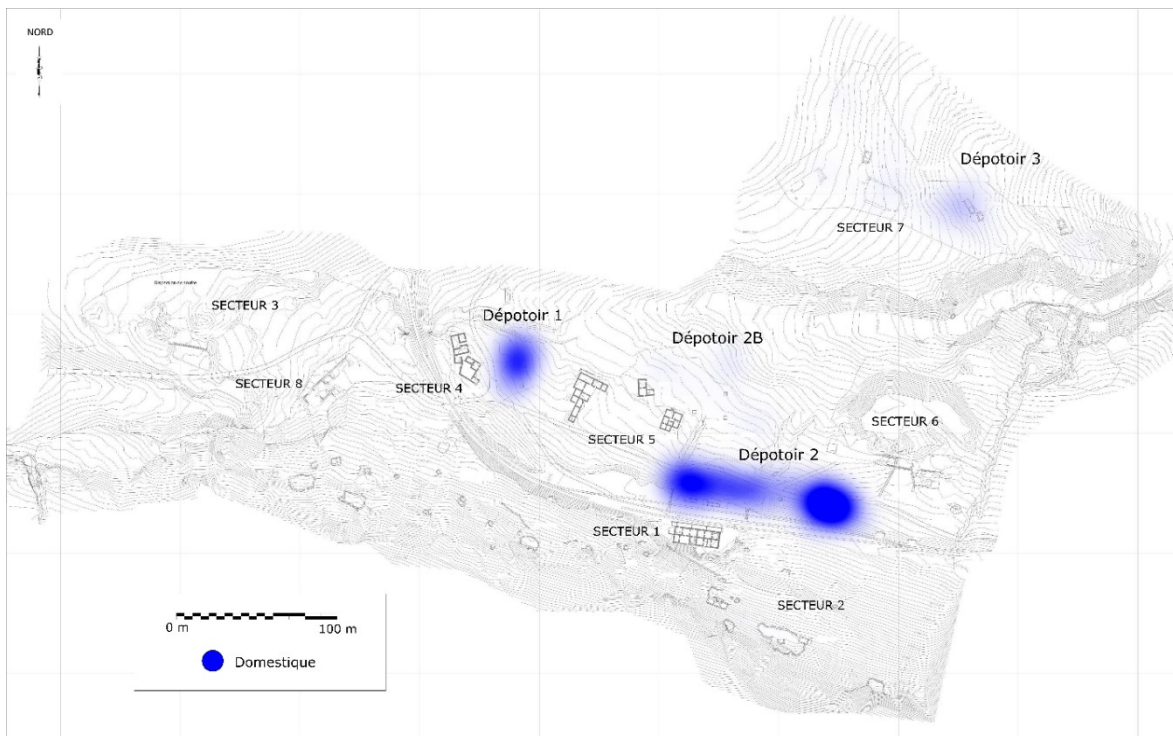 NORD
Dépotoir 3
SECTEUR 7
SECTEUR 3
Dépotoir 1
Dépotoir 2B
SECTEUR 8
SECTEUR 4
SECTEUR 5
SECTEUR 6
Dépotoir 2
SECTEUR 1
SECTEUR 2
0 m 100 m
Domestique